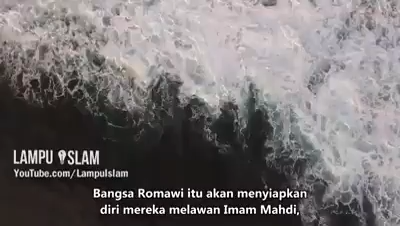 LAMPU ISLAM
YouTube.com/LampuIslam
Bangsa Romawi itu akan menyiapkan
diri mereka melawan Imam Mahdi,